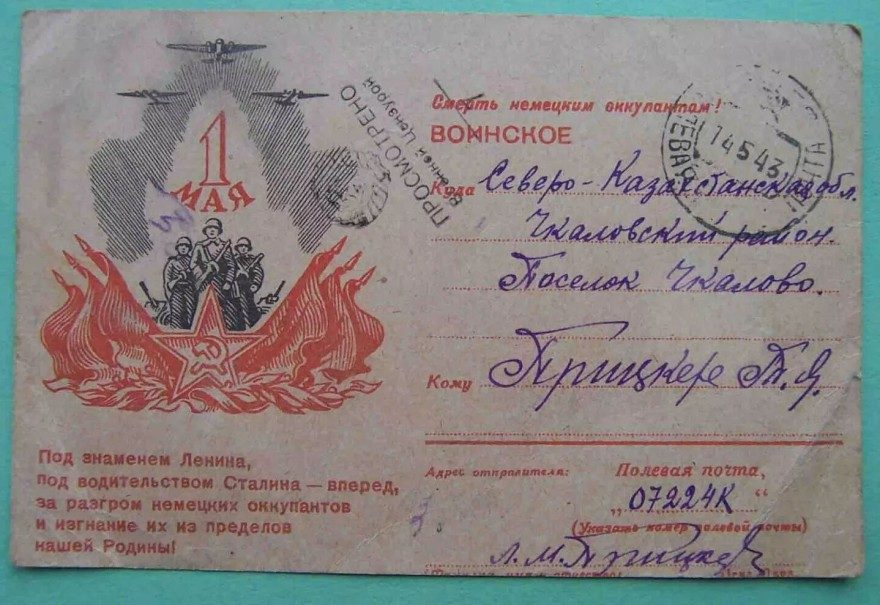 1
МАЯ
Под знаменем Ленина,
под водительством Сталина — вперед,
за разгром немецких оккупантов
и изгнание их из пределов
нашей Родины!
ПРОСМОТРЕНО
Военной Цензурой
Смерть немецким оккупантам!
ВОИНСКОЕ
14 5 43
Куда Северо-Казахстанская обл.
Чкаловский район.
Поселок Чкалово.
Кому Прицкере Т. Я.
Адрес отправителя: Полевая почта,
„07224К“
(Указать номер полевой почты)
Л. М. Прицкер